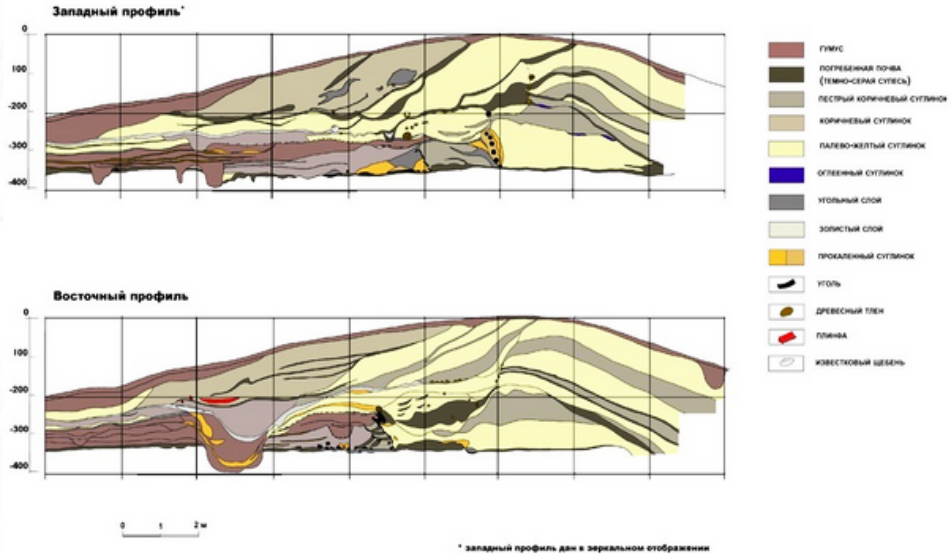 Западный профиль*
0
100
-200
-300
-400
Восточный профиль
0
100
-200
-300
-400
0 1 2 м
* западный профиль дан в зеркальном отображении
ГУМУС
ПОГРЕБЕННАЯ ПОЧВА
(ТЕМНО-СЕРАЯ СУПЕСЬ)
ПЕСТРЫЙ КОРИЧНЕВЫЙ СУГЛИНОК
КОРИЧНЕВЫЙ СУГЛИНОК
ПАЛЕВО-ЖЕЛТЫЙ СУГЛИНОК
ОГЛЕЕННЫЙ СУГЛИНОК
УГОЛЬНЫЙ СЛОЙ
ЗОЛИСТЫЙ СЛОЙ
ПРОКАЛЕННЫЙ СУГЛИНОК
УГОЛЬ
ДРЕВЕСНЫЙ ТЛЕН
ПЛИНФА
ИЗВЕСТКОВЫЙ ЩЕБЕНЬ